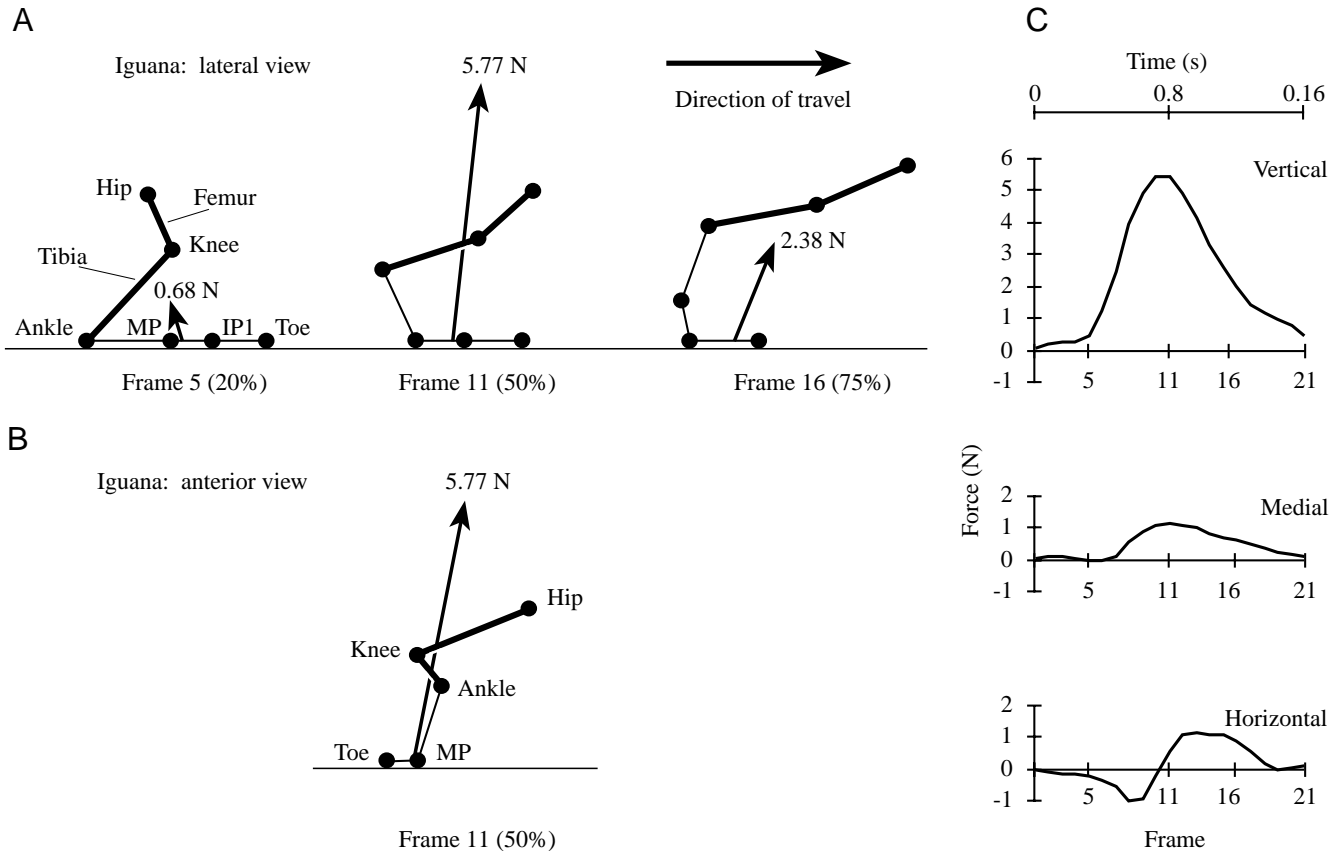 A
Iguana: lateral view
5.77 N
Direction of travel
Hip
Femur
Knee
Tibia
0.68 N
2.38 N
Ankle
MP
IP1
Toe
Frame 5 (20%)
Frame 11 (50%)
Frame 16 (75%)
B
Iguana: anterior view
5.77 N
Hip
Knee
Ankle
Toe
MP
Frame 11 (50%)
C
Time (s)
0 0.8 0.16
Vertical
6
5
4
3
2
1
0
-1
5 11 16 21
Force (N)
Medial
2
1
0
-1
5 11 16 21
Horizontal
2
1
0
-1
5 11 16 21
Frame